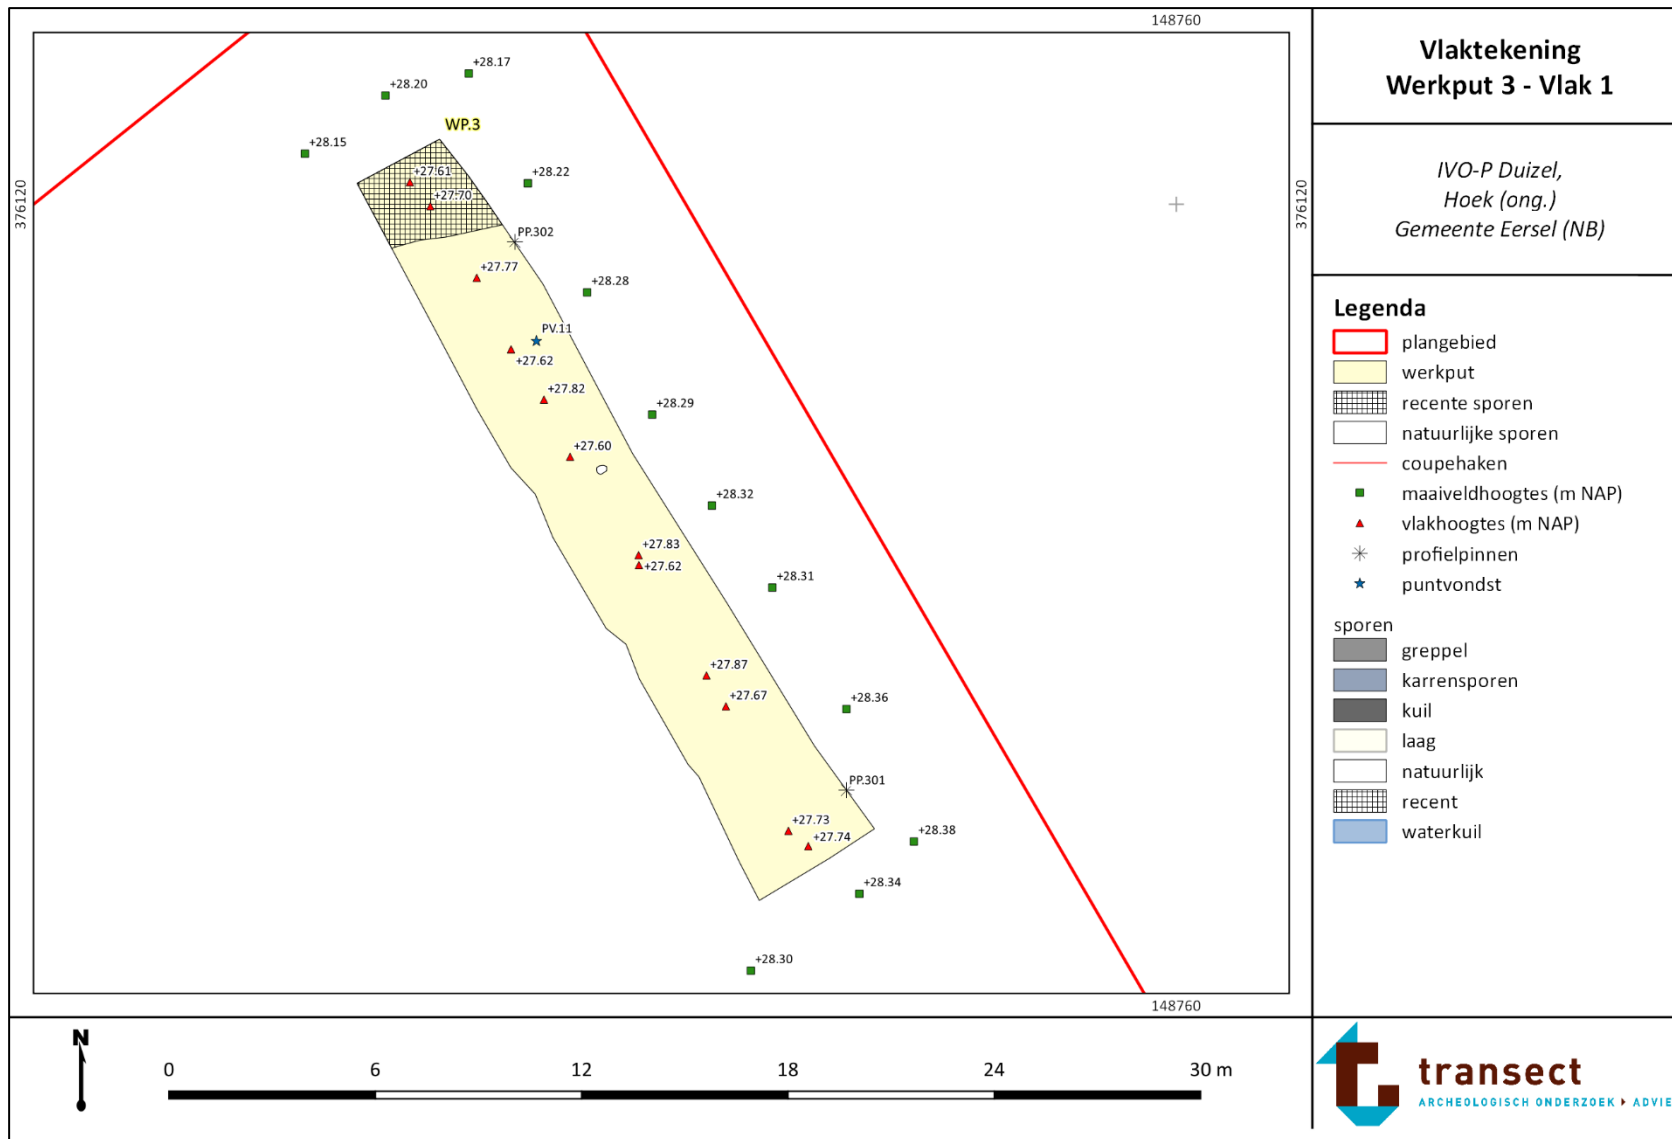 148760
Vlaktekening
Werkput 3 - Vlak 1
IVO-P Duizel,
Hoek (ong.)
Gemeente Eersel (NB)
+28.17
+28.20
WP.3
+28.15
+27.61
+28.22
+27.70
376120
376120
PP.302
+27.77
+28.28
PV.11
+27.62
+27.82
+28.29
+27.60
+28.32
+27.83
+27.62
+28.31
+27.87
+27.67
+28.36
PP.301
+27.73
+27.74
+28.38
+28.34
+28.30
148760
Legenda
plangebied
werkput
recente sporen
natuurlijke sporen
coupehaken
maaiveldhoogtes (m NAP)
vlakhoogtes (m NAP)
profielpinnen
puntvondst
sporen
greppel
karrensporen
kuil
laag
natuurlijk
recent
waterkuil
N
0 6 12 18 24 30 m
transect
ARCHEOLOGISCH ONDERZOEK ADVIE